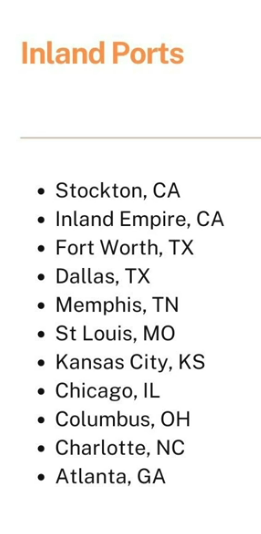 Inland Ports
• Stockton, CA
• Inland Empire, CA
• Fort Worth, TX
• Dallas, TX
• Memphis, TN
• St Louis, MO
• Kansas City, KS
• Chicago, IL
• Columbus, OH
• Charlotte, NC
• Atlanta, GA